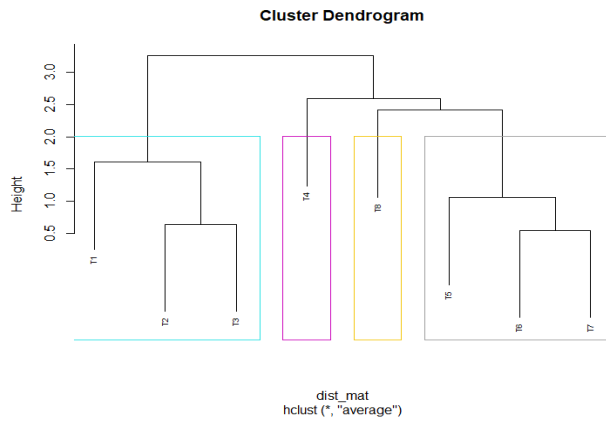 Cluster Dendrogram
Height
3.0
2.5
2.0
1.5
1.0
0.5
T1
T2
T3
T4
T8
T5
T6
T7
dist_mat
hclust (*, "average")